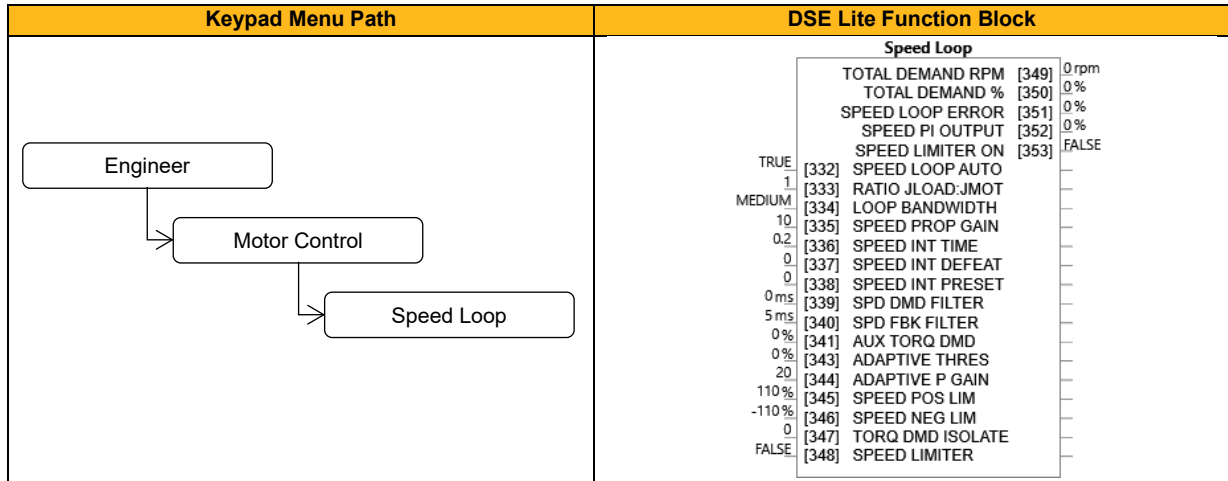 Keypad Menu Path
DSE Lite Function Block
Engineer
Motor Control
Speed Loop
Speed Loop
TOTAL DEMAND RPM [349] 0 rpm
TOTAL DEMAND % [350] 0 %
SPEED LOOP ERROR [351] 0 %
SPEED PI OUTPUT [352] 0 %
SPEED LIMITER ON [353] FALSE
TRUE [332] SPEED LOOP AUTO
1 [333] RATIO JLOAD:JMOT
MEDIUM [334] LOOP BANDWIDTH
10 [335] SPEED PROP GAIN
0.2 [336] SPEED INT TIME
0 [337] SPEED INT DEFEAT
0 [338] SPEED INT PRESET
0 ms [339] SPD DMD FILTER
5 ms [340] SPD FBK FILTER
0 % [341] AUX TORQ DMD
0 % [343] ADAPTIVE THRES
20 [344] ADAPTIVE P GAIN
110 % [345] SPEED POS LIM
-110 % [346] SPEED NEG LIM
0 [347] TORQ DMD ISOLATE
FALSE [348] SPEED LIMITER